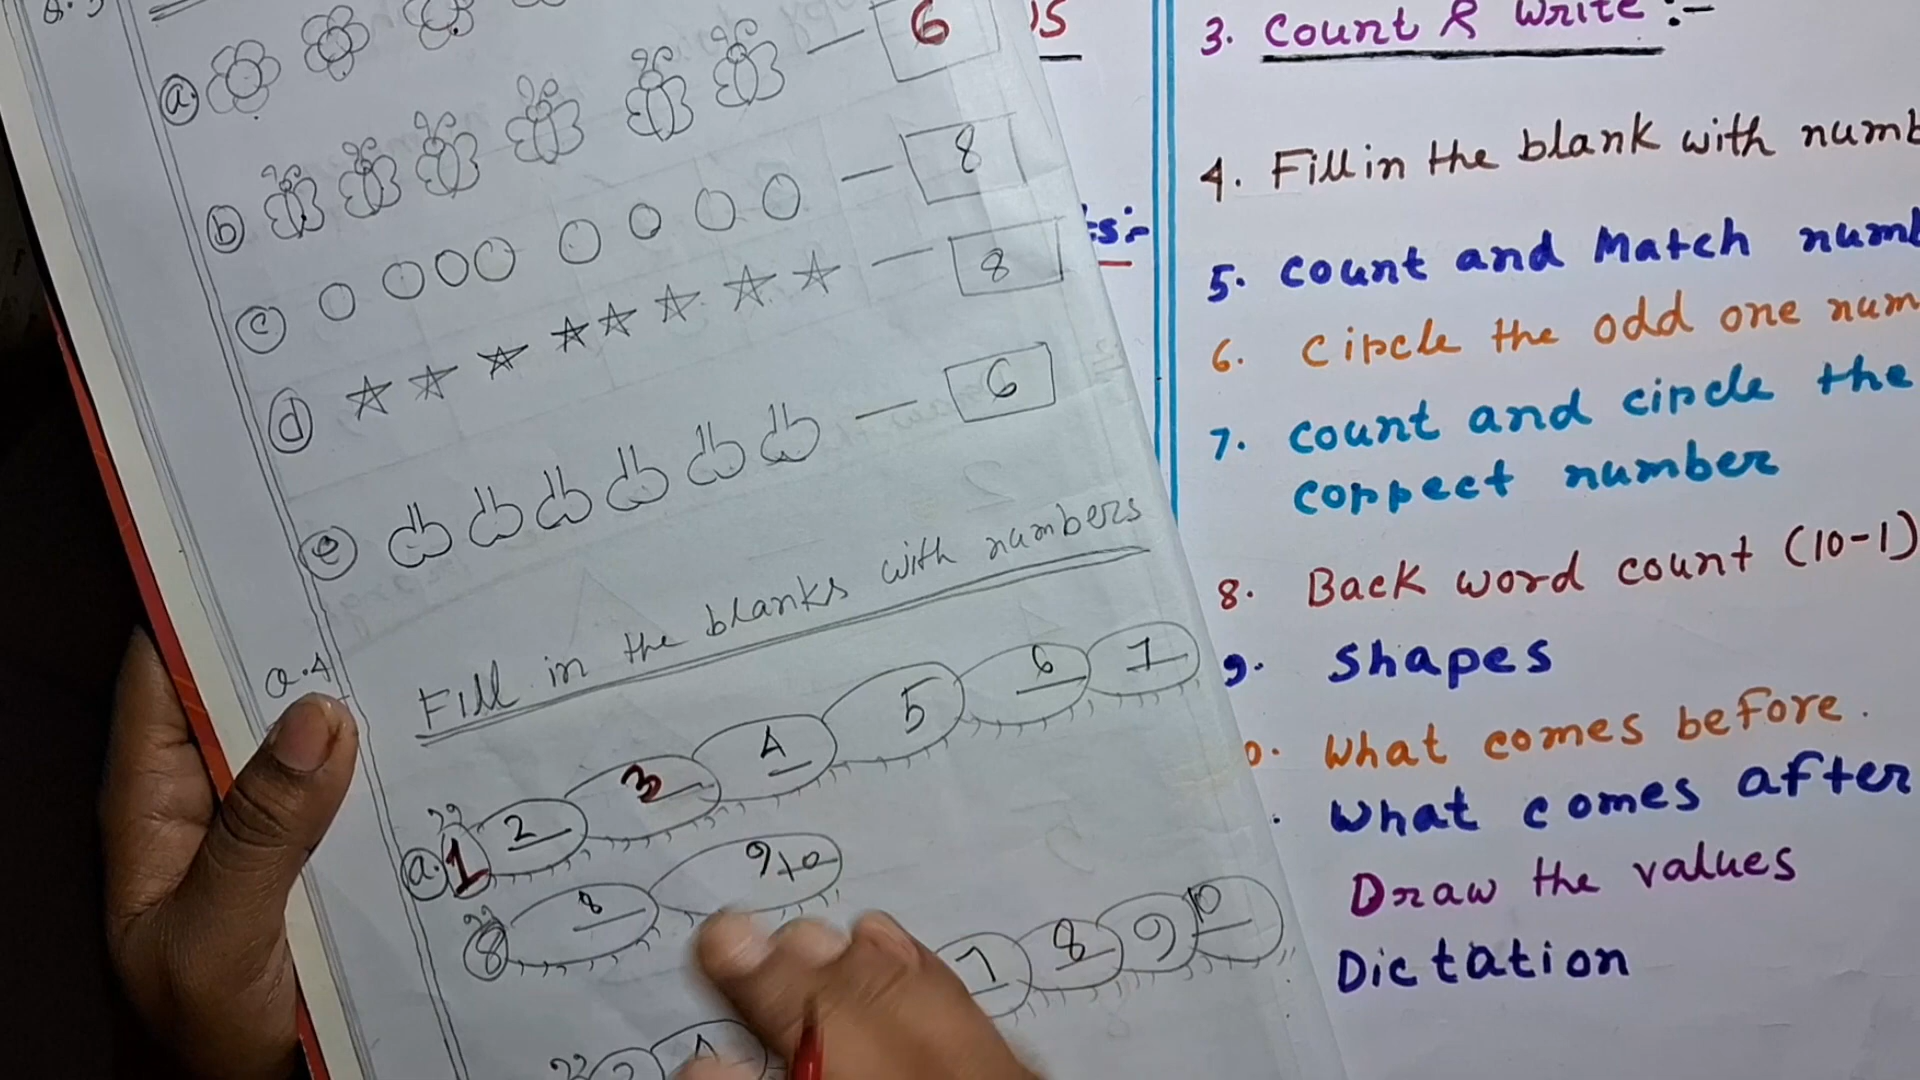 a. 6
b 8
c 8
d 6
e
Q.4 Fill in the blanks with numbers
a. 1 2 3 4 5 6 7
8 8 9 10
7 8 9 10
3. Count & Write :-
4. Fill in the blank with numb
5. Count and Match numb
6. Circle the odd one num
7. Count and circle the
correct number
8. Back word count (10-1)
9. Shapes
0. What comes before.
What comes after
Draw the values
Dictation